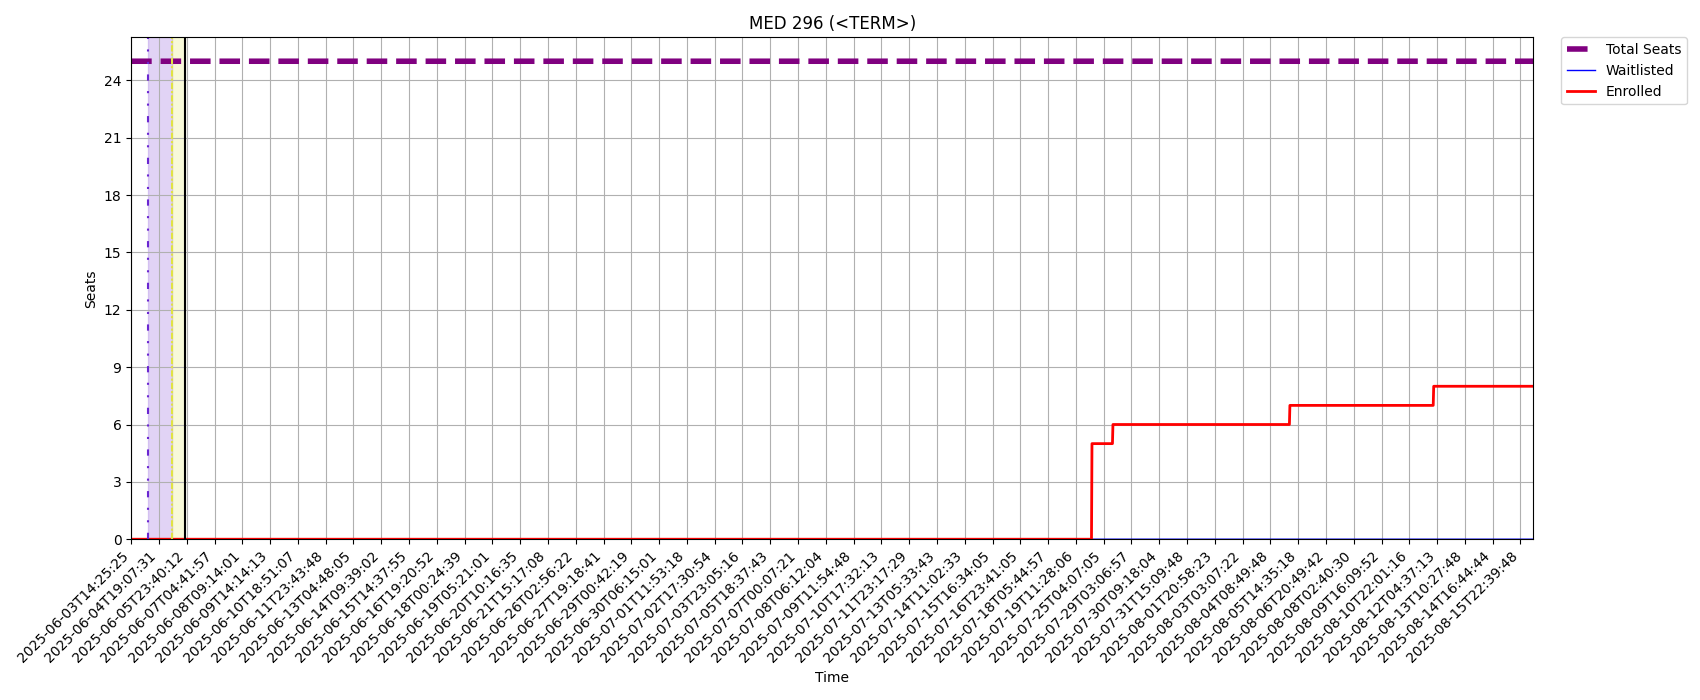 MED 296 (<TERM>)
Total Seats
Waitlisted
Enrolled
Seats
24
21
18
15
12
9
6
3
0
2025-06-03T14:25:25
2025-06-04T19:07:31
2025-06-05T23:40:12
2025-06-07T04:41:57
2025-06-08T09:14:01
2025-06-09T14:14:13
2025-06-10T18:51:07
2025-06-11T23:43:48
2025-06-13T04:48:05
2025-06-14T09:39:02
2025-06-15T14:37:55
2025-06-16T19:20:52
2025-06-18T00:24:39
2025-06-19T05:21:01
2025-06-20T10:16:35
2025-06-21T15:17:08
2025-06-26T02:56:22
2025-06-27T19:18:41
2025-06-29T00:42:19
2025-06-30T06:15:01
2025-07-01T11:53:18
2025-07-02T17:30:54
2025-07-03T23:05:16
2025-07-05T18:37:43
2025-07-07T00:07:21
2025-07-08T06:12:04
2025-07-09T11:54:48
2025-07-10T17:32:13
2025-07-11T23:17:29
2025-07-13T05:33:43
2025-07-14T11:02:33
2025-07-15T16:34:05
2025-07-16T23:41:05
2025-07-18T05:44:57
2025-07-19T11:28:06
2025-07-25T04:07:05
2025-07-29T03:06:57
2025-07-30T09:18:04
2025-07-31T15:09:48
2025-08-01T20:58:23
2025-08-03T03:07:22
2025-08-04T08:49:48
2025-08-05T14:35:18
2025-08-06T20:49:42
2025-08-08T02:40:30
2025-08-09T16:09:52
2025-08-10T22:01:16
2025-08-12T04:37:13
2025-08-13T10:27:48
2025-08-14T16:44:44
2025-08-15T22:39:48
Time